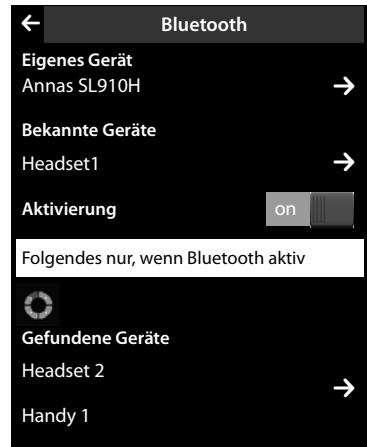 Bluetooth
Eigenes Gerät
Annas SL910H
Bekannte Geräte
Headset1
Aktivierung on
Folgendes nur, wenn Bluetooth aktiv
Gefundene Geräte
Headset 2
Handy 1